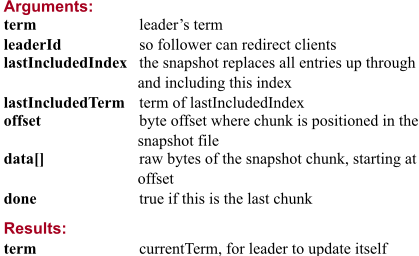 Arguments:
term leader’s term
leaderId so follower can redirect clients
lastIncludedIndex the snapshot replaces all entries up through
and including this index
lastIncludedTerm term of lastIncludedIndex
offset byte offset where chunk is positioned in the
snapshot file
data[] raw bytes of the snapshot chunk, starting at
offset
done true if this is the last chunk
Results:
term currentTerm, for leader to update itself